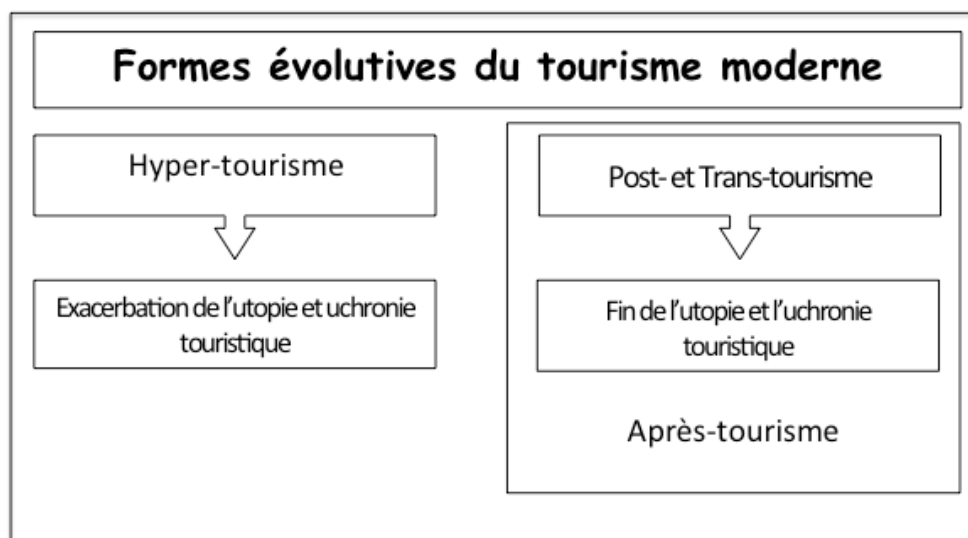 Formes évolutives du tourisme moderne
Hyper-tourisme
Exacerbation de l'utopie et uchronie
touristique
Post- et Trans-tourisme
Fin de l'utopie et l'uchronie
touristique
Après-tourisme